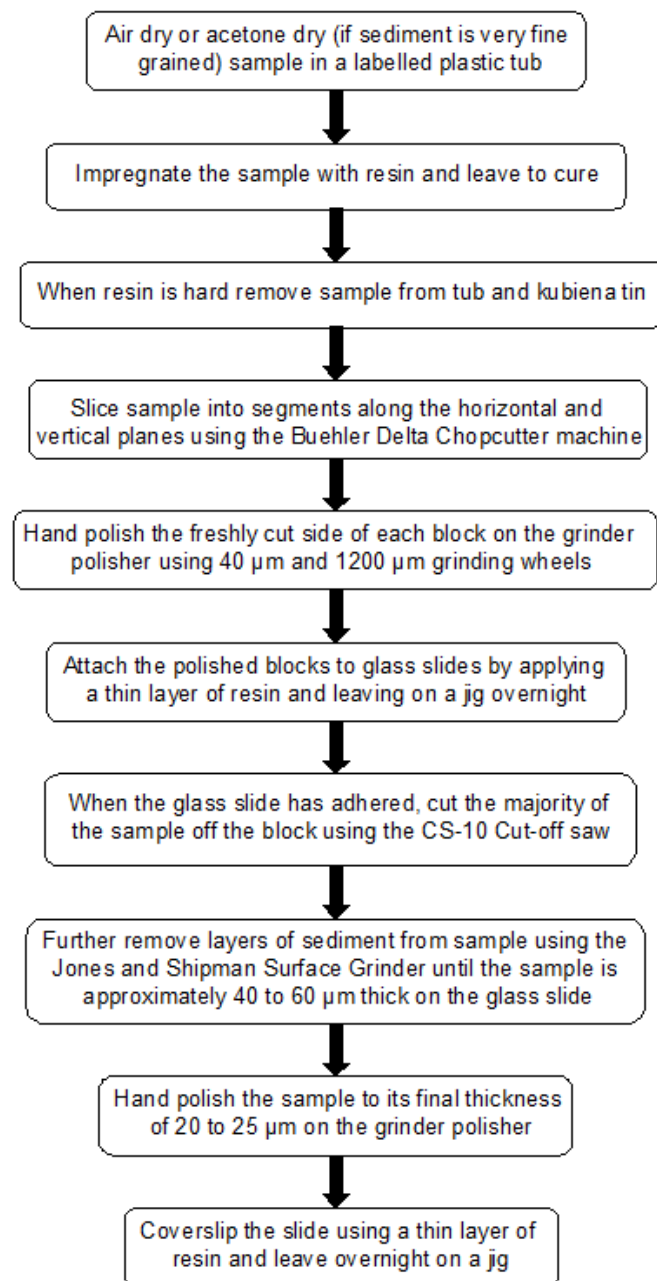 Air dry or acetone dry (if sediment is very fine
grained) sample in a labelled plastic tub
Impregnate the sample with resin and leave to cure
When resin is hard remove sample from tub and kubiena tin
Slice sample into segments along the horizontal and
vertical planes using the Buehler Delta Chopcutter machine
Hand polish the freshly cut side of each block on the grinder
polisher using 40 µm and 1200 µm grinding wheels
Attach the polished blocks to glass slides by applying
a thin layer of resin and leaving on a jig overnight
When the glass slide has adhered, cut the majority of
the sample off the block using the CS-10 Cut-off saw
Further remove layers of sediment from sample using the
Jones and Shipman Surface Grinder until the sample is
approximately 40 to 60 µm thick on the glass slide
Hand polish the sample to its final thickness
of 20 to 25 µm on the grinder polisher
Coverslip the slide using a thin layer of
resin and leave overnight on a jig